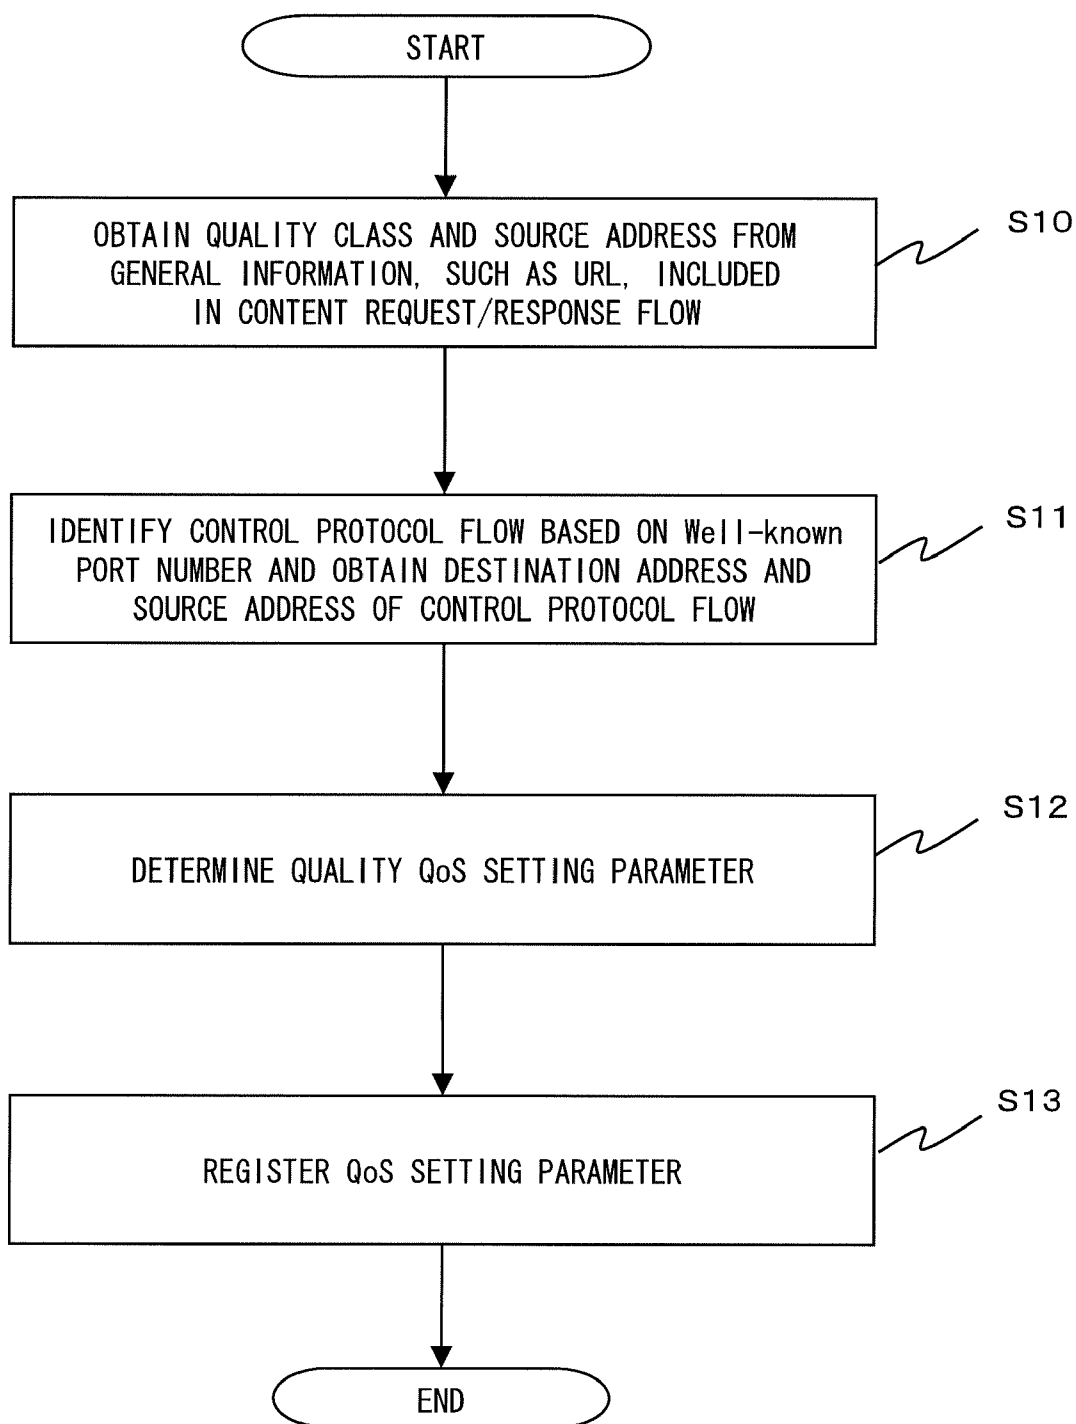 START
OBTAIN QUALITY CLASS AND SOURCE ADDRESS FROM
GENERAL INFORMATION, SUCH AS URL, INCLUDED
IN CONTENT REQUEST/RESPONSE FLOW
S10
IDENTIFY CONTROL PROTOCOL FLOW BASED ON Well-known
PORT NUMBER AND OBTAIN DESTINATION ADDRESS AND
SOURCE ADDRESS OF CONTROL PROTOCOL FLOW
S11
DETERMINE QUALITY QoS SETTING PARAMETER
S12
REGISTER QoS SETTING PARAMETER
S13
END